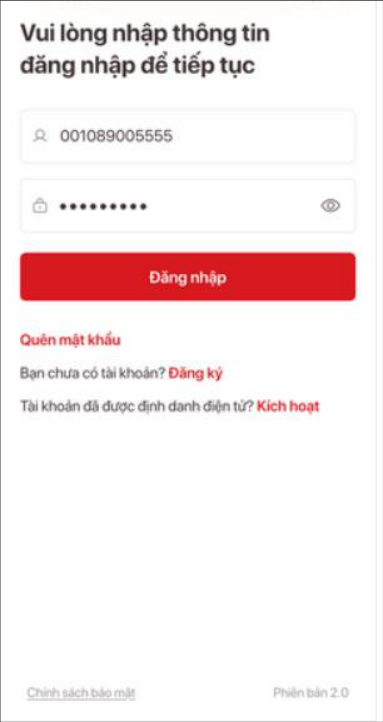 Vui lòng nhập thông tin
đăng nhập để tiếp tục
001089005555
•••••••••
Đăng nhập
Quên mật khẩu
Bạn chưa có tài khoản? Đăng ký
Tài khoản đã được định danh điện tử? Kích hoạt
Chính sách bảo mật
Phiên bản 2.0